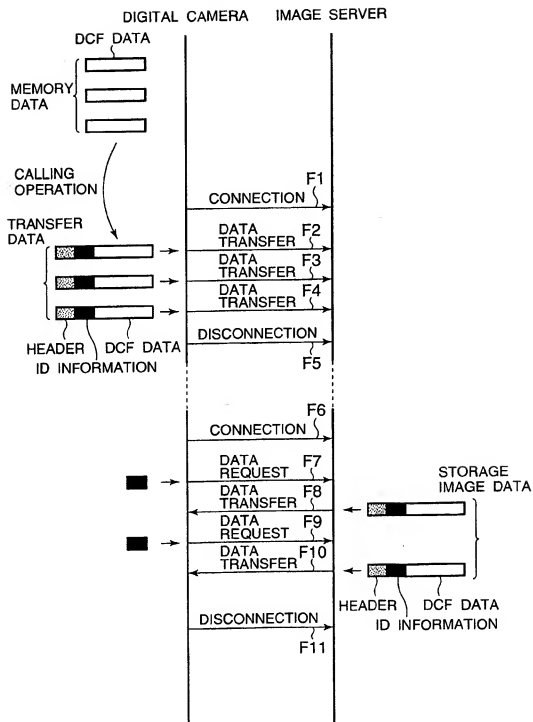 DIGITAL CAMERA IMAGE SERVER
DCF DATA
MEMORY
DATA
CALLING
OPERATION
F1
CONNECTION
TRANSFER
DATA
DATA
TRANSFER
F2
DATA
TRANSFER
F3
DATA
TRANSFER
F4
DISCONNECTION
F5
HEADER
DCF DATA
ID INFORMATION
F6
CONNECTION
DATA
REQUEST
F7
DATA
TRANSFER
F8
DATA
REQUEST
F9
DATA
TRANSFER
F10
STORAGE
IMAGE DATA
HEADER
DCF DATA
ID INFORMATION
DISCONNECTION
F11